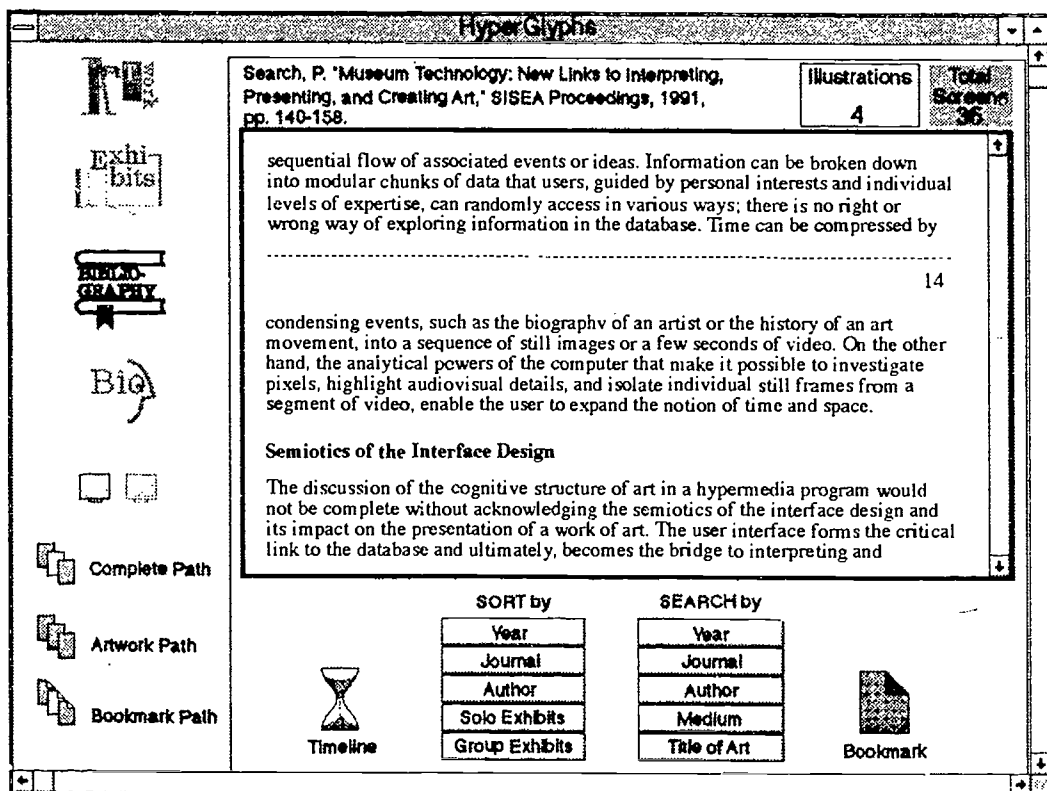 HyperGlyphs
Search, P. "Museum Technology: New Links to Interpreting,
Presenting, and Creating Art," SISEA Proceedings, 1991,
pp. 140-158.
Illustrations
4
Total
Screens
36
Exhi-
bits
BIBLIO-
GRAPHY
Bio
Complete Path
Artwork Path
Bookmark Path
sequential flow of associated events or ideas. Information can be broken down
into modular chunks of data that users, guided by personal interests and individual
levels of expertise, can randomly access in various ways; there is no right or
wrong way of exploring information in the database. Time can be compressed by
14
condensing events, such as the biography of an artist or the history of an art
movement, into a sequence of still images or a few seconds of video. On the other
hand, the analytical powers of the computer that make it possible to investigate
pixels, highlight audiovisual details, and isolate individual still frames from a
segment of video, enable the user to expand the notion of time and space.
Semiotics of the Interface Design
The discussion of the cognitive structure of art in a hypermedia program would
not be complete without acknowledging the semiotics of the interface design and
its impact on the presentation of a work of art. The user interface forms the critical
link to the database and ultimately, becomes the bridge to interpreting and
Timeline
SORT by
Year
Journal
Author
Solo Exhibits
Group Exhibits
SEARCH by
Year
Journal
Author
Medium
Title of Art
Bookmark